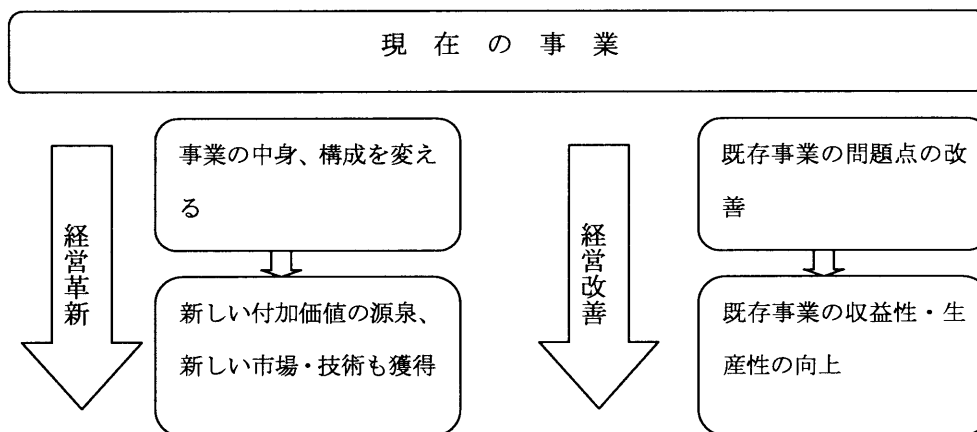 現在の事業
経営革新
事業の中身、構成を変え
る
新しい付加価値の源泉、
新しい市場・技術も獲得
経営改善
既存事業の問題点の改
善
既存事業の収益性・生
産性の向上